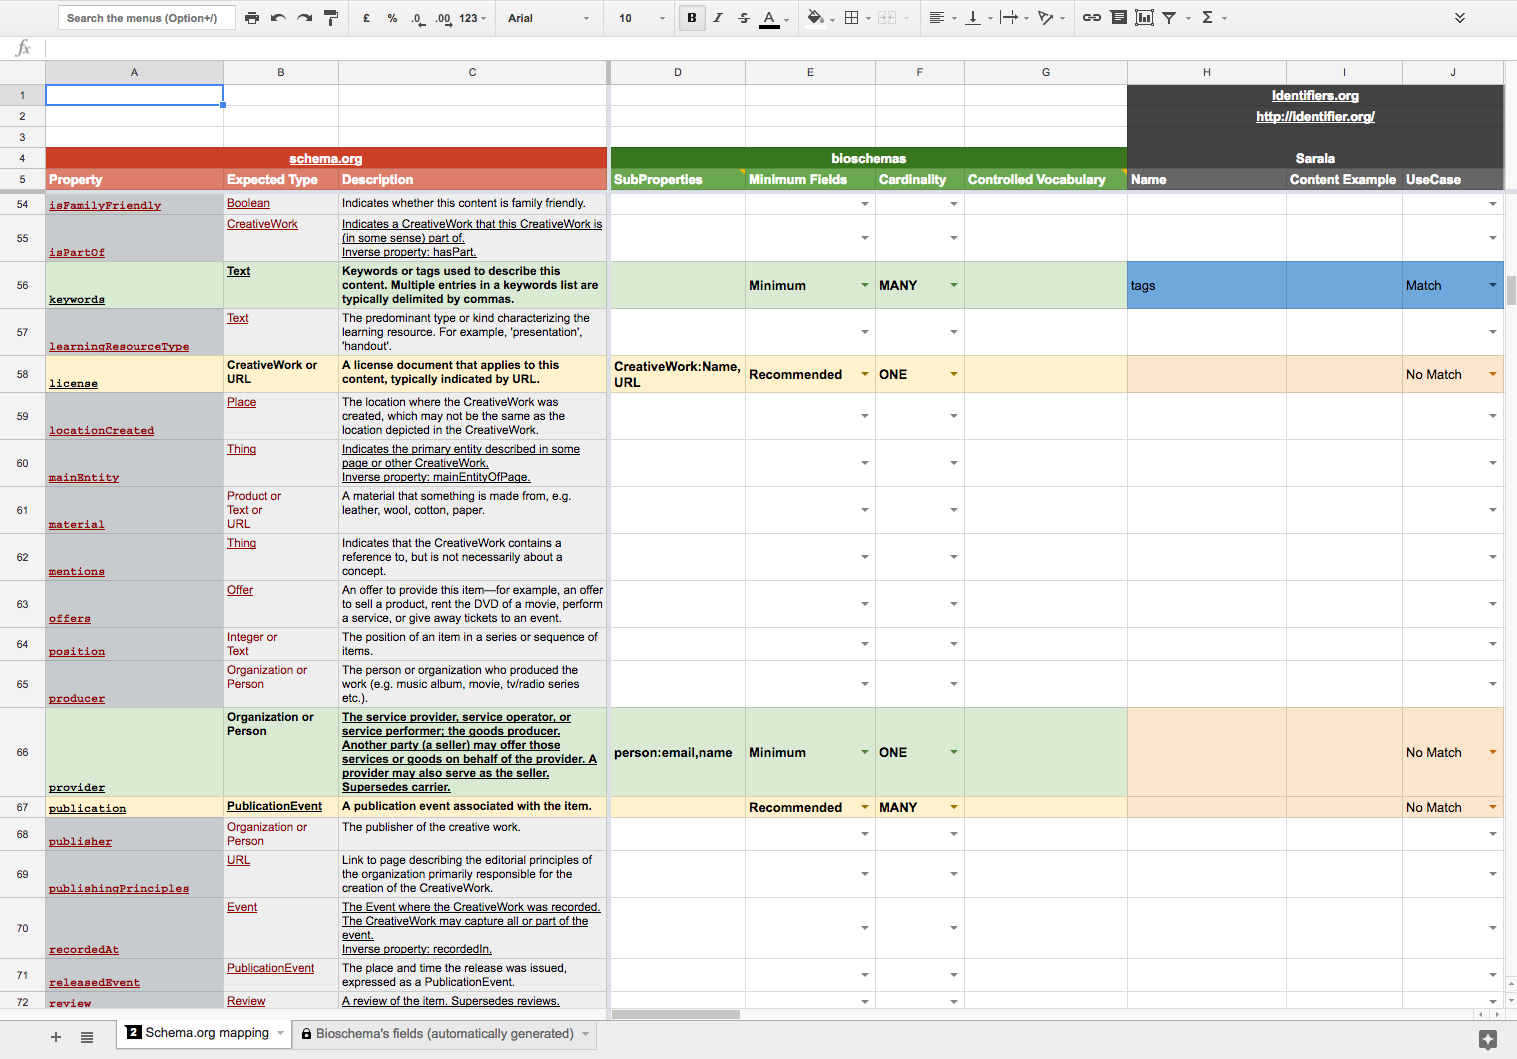 Search the menus (Option+/)
£ % .0 .00 123 Arial 10 B I S A Σ
fx
A B C D E F G H I J
1 Identifiers.org
2 http://identifier.org/
3
4 schema.org bioschemas Sarala
5 Property Expected Type Description SubProperties Minimum Fields Cardinality Controlled Vocabulary Name Content Example UseCase
54 isFamilyFriendly Boolean Indicates whether this content is family friendly.
55 isPartOf CreativeWork Indicates a CreativeWork that this CreativeWork is
(in some sense) part of.
Inverse property: hasPart.
56 keywords Text Keywords or tags used to describe this
content. Multiple entries in a keywords list are
typically delimited by commas.
Minimum MANY tags Match
57 learningResourceType Text The predominant type or kind characterizing the
learning resource. For example, 'presentation',
'handout'.
58 license CreativeWork or
URL
A license document that applies to this
content, typically indicated by URL.
CreativeWork:Name,
URL
Recommended ONE No Match
59 locationCreated Place The location where the CreativeWork was
created, which may not be the same as the
location depicted in the CreativeWork.
60 mainEntity Thing Indicates the primary entity described in some
page or other CreativeWork.
Inverse property: mainEntityOfPage.
61 material Product or
Text or
URL
A material that something is made from, e.g.
leather, wool, cotton, paper.
62 mentions Thing Indicates that the CreativeWork contains a
reference to, but is not necessarily about a
concept.
63 offers Offer An offer to provide this item—for example, an offer
to sell a product, rent the DVD of a movie, perform
a service, or give away tickets to an event.
64 position Integer or
Text
The position of an item in a series or sequence of
items.
65 producer Organization or
Person
The person or organization who produced the
work (e.g. music album, movie, tv/radio series
etc.).
66 provider Organization or
Person
The service provider, service operator, or
service performer; the goods producer.
Another party (a seller) may offer those
services or goods on behalf of the provider. A
provider may also serve as the seller.
Supersedes carrier.
person:email,name Minimum ONE No Match
67 publication PublicationEvent A publication event associated with the item. Recommended MANY No Match
68 publisher Organization or
Person
The publisher of the creative work.
69 publishingPrinciples URL Link to page describing the editorial principles of
the organization primarily responsible for the
creation of the CreativeWork.
70 recordedAt Event The Event where the CreativeWork was recorded.
The CreativeWork may capture all or part of the
event.
Inverse property: recordedIn.
71 releasedEvent PublicationEvent The place and time the release was issued,
expressed as a PublicationEvent.
72 review Review A review of the item. Supersedes reviews.
+ 2 Schema.org mapping Bioschema's fields (automatically generated)